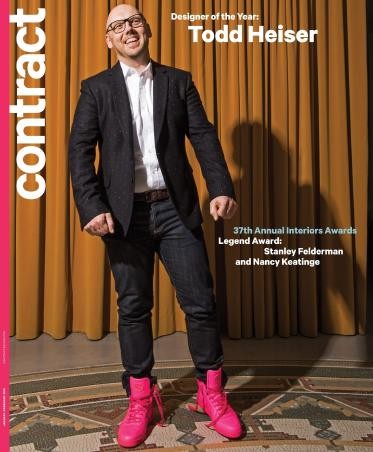 contract
Designer of the Year:
Todd Heiser
37th Annual Interiors Awards
Legend Award:
Stanley Felderman
and Nancy Keatinge